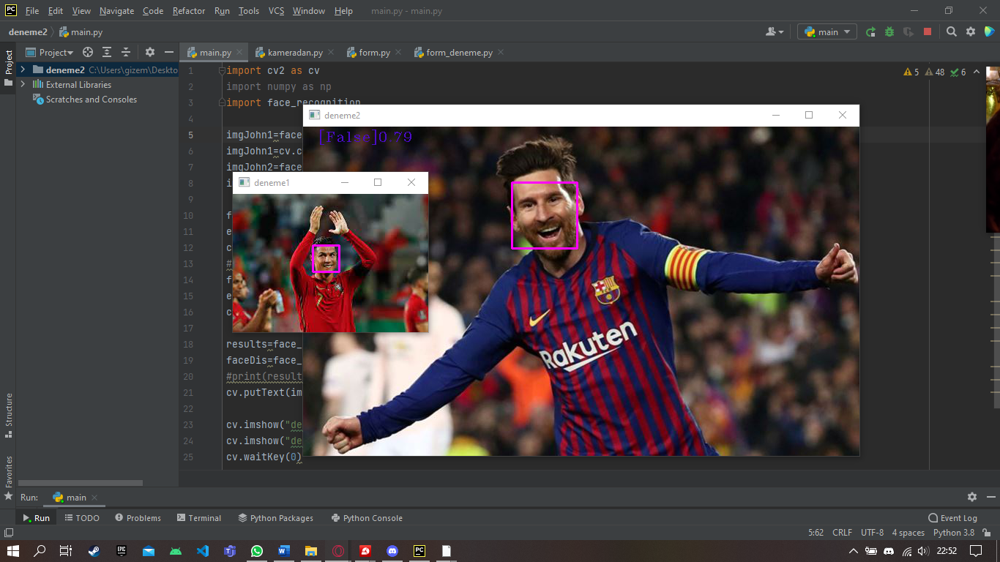 File Edit View Navigate Code Refactor Run Tools VCS Window Help main.py - main.py
deneme2 main.py main
Project main.py kameradan.py form.py form_deneme.py
Project
deneme2 C:\Users\gizem\Deskto
External Libraries
Scratches and Consoles
5 48 6
1 import cv2 as cv
2 import numpy as np
3 import face_recognition
4
5 imgJohn1=face
6 imgJohn1=cv.c
7 imgJohn2=face
8 i
9
10 f
11 e
12 c
13 #
14 f
15 e
16 c
17
18 results=face_
19 faceDis=face_
20 #print(result
21 cv.putText(im
22
23 cv.imshow("de
24 cv.imshow("de
25 cv.waitKey(0)
deneme2
[False]0.79
Rakuten
deneme1
7
Structure
Favorites
Run: main
Run TODO Problems Terminal Python Packages Python Console Event Log
5:62 CRLF UTF-8 4 spaces Python 3.8
EPIC
W
PC
22:52